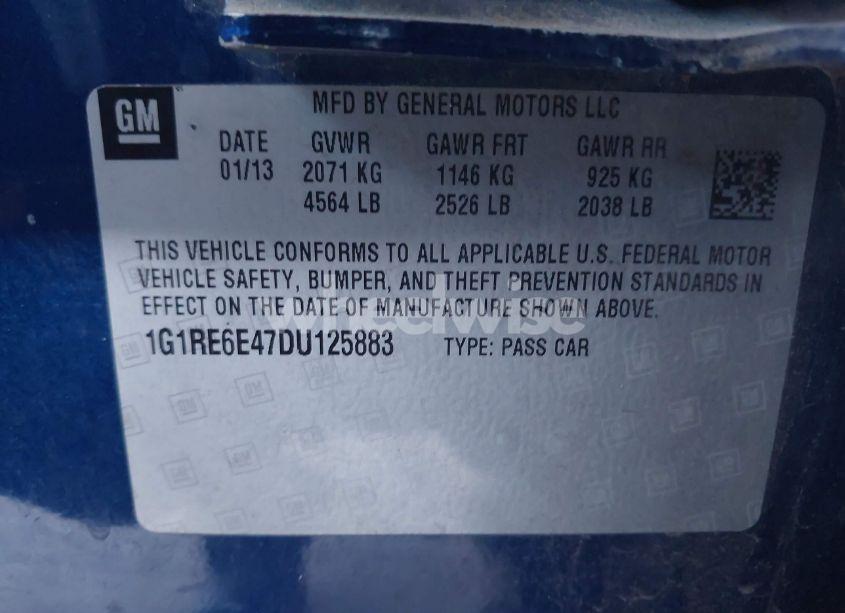 GM
MFD BY GENERAL MOTORS LLC
DATE GVWR GAWR FRT GAWR RR
01/13 2071 KG 1146 KG 925 KG
4564 LB 2526 LB 2038 LB
THIS VEHICLE CONFORMS TO ALL APPLICABLE U.S. FEDERAL MOTOR
VEHICLE SAFETY, BUMPER, AND THEFT PREVENTION STANDARDS IN
EFFECT ON THE DATE OF MANUFACTURE SHOWN ABOVE.
wheelwise
1G1RE6E47DU125883 TYPE: PASS CAR